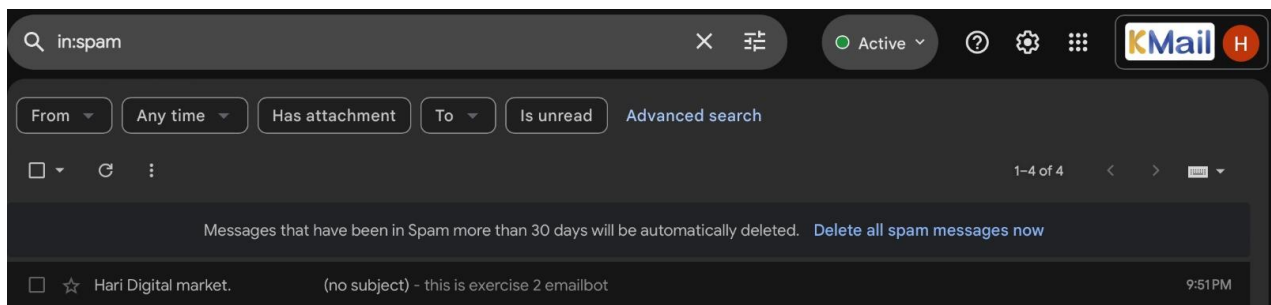 in:spam Active KMail H
From Any time Has attachment To Is unread Advanced search
1–4 of 4
Messages that have been in Spam more than 30 days will be automatically deleted. Delete all spam messages now
Hari Digital market. (no subject) - this is exercise 2 emailbot 9:51 PM